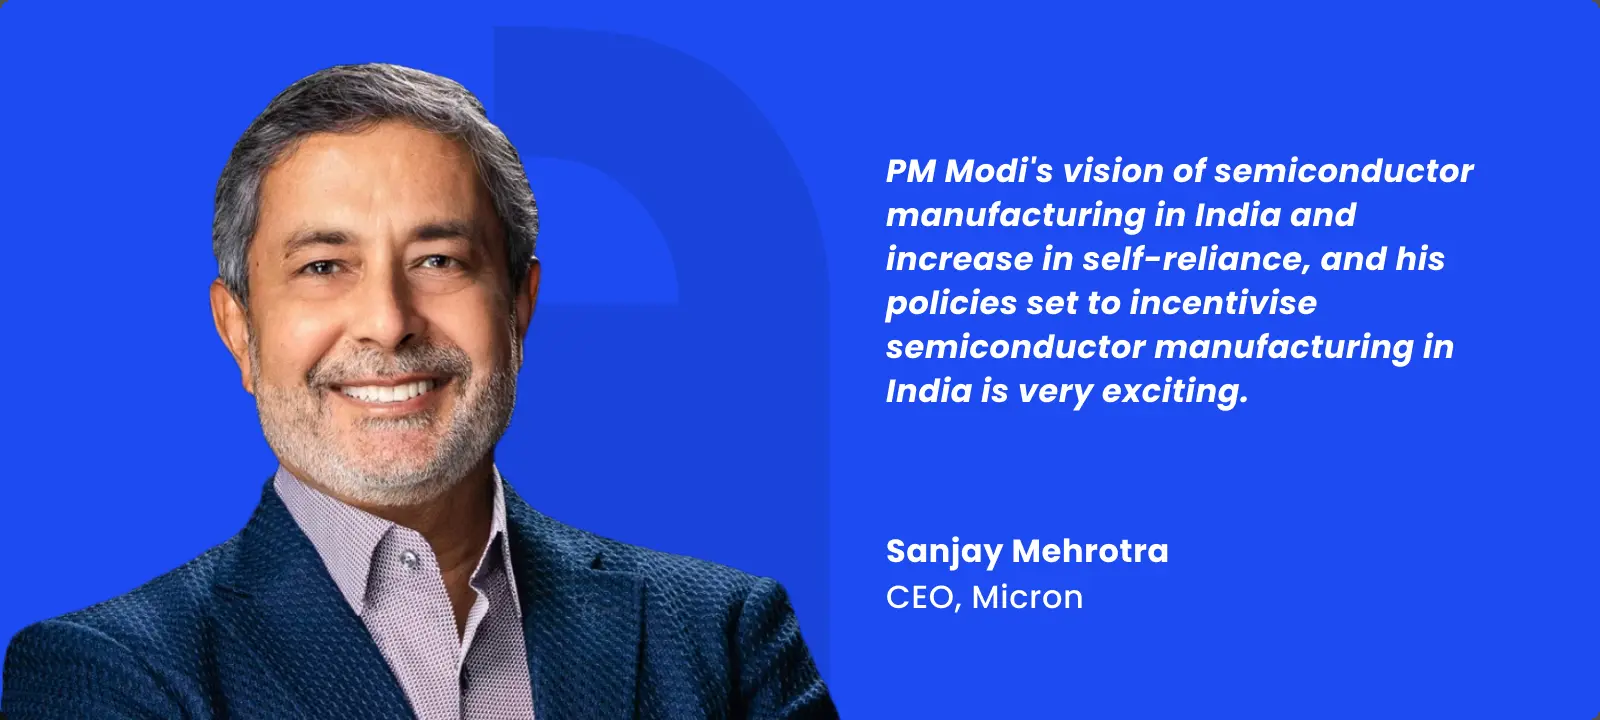 PM Modi's vision of semiconductor
manufacturing in India and
increase in self-reliance, and his
policies set to incentivise
semiconductor manufacturing in
India is very exciting.
Sanjay Mehrotra
CEO, Micron